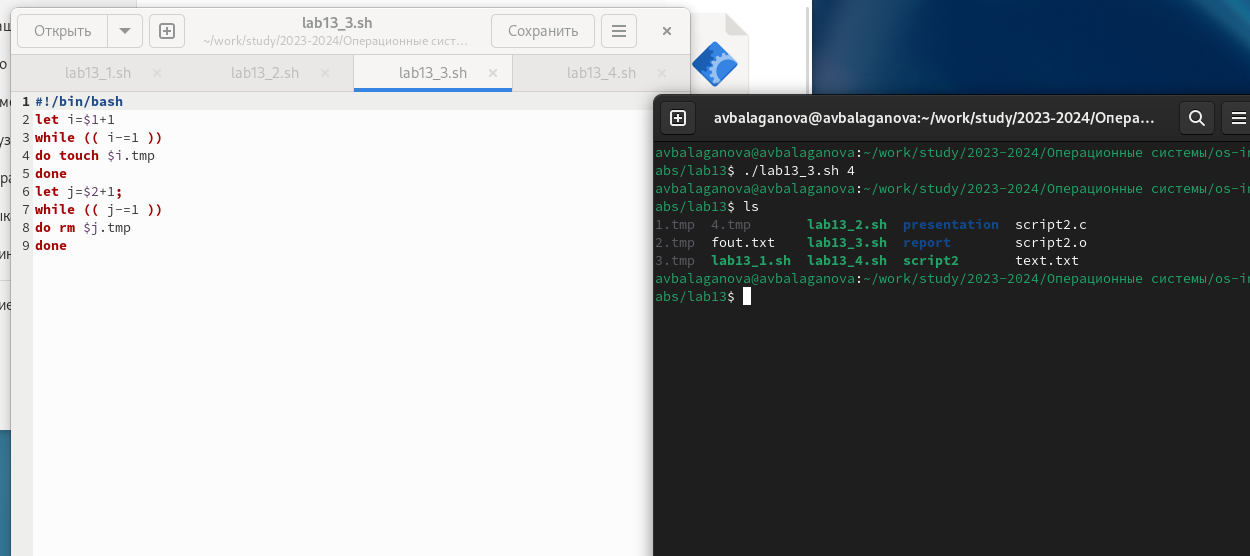 lab13_3.sh
Открыть
~/work/study/2023-2024/Операционные сист…
Сохранить
lab13_1.sh
lab13_2.sh
lab13_3.sh
lab13_4.sh
1 #!/bin/bash
2 let i=$1+1
3 while (( i-=1 ))
4 do touch $i.tmp
5 done
6 let j=$2+1;
7 while (( j-=1 ))
8 do rm $j.tmp
9 done
avbalaganova@avbalaganova:~/work/study/2023-2024/Опера…
avbalaganova@avbalaganova:~/work/study/2023-2024/Операционные системы/os-in
abs/lab13$ ./lab13_3.sh 4
avbalaganova@avbalaganova:~/work/study/2023-2024/Операционные системы/os-in
abs/lab13$ ls
1.tmp 4.tmp lab13_2.sh presentation script2.c
2.tmp fout.txt lab13_3.sh report script2.o
3.tmp lab13_1.sh lab13_4.sh script2 text.txt
avbalaganova@avbalaganova:~/work/study/2023-2024/Операционные системы/os-in
abs/lab13$